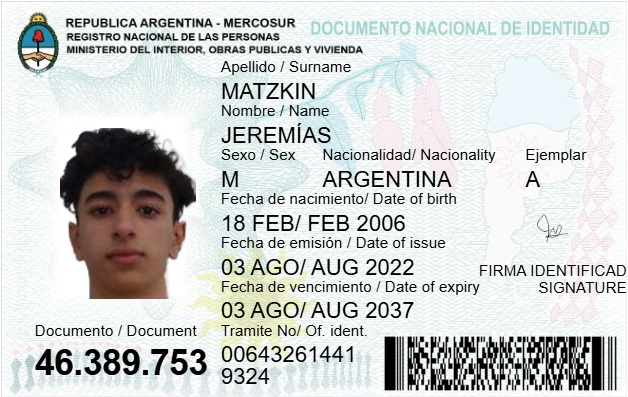 REPUBLICA ARGENTINA - MERCOSUR
REGISTRO NACIONAL DE LAS PERSONAS
MINISTERIO DEL INTERIOR, OBRAS PUBLICAS Y VIVIENDA
DOCUMENTO NACIONAL DE IDENTIDAD
Apellido / Surname
MATZKIN
Nombre / Name
JEREMÍAS
Sexo / Sex Nacionalidad/ Nacionality Ejemplar
M ARGENTINA A
Fecha de nacimiento/ Date of birth
18 FEB/ FEB 2006
Fecha de emisión / Date of issue
03 AGO/ AUG 2022
Fecha de vencimiento / Date of expiry
03 AGO/ AUG 2037
FIRMA IDENTIFICAD
SIGNATURE
Documento / Document
46.389.753
Tramite No/ Of. ident.
00643261441
9324